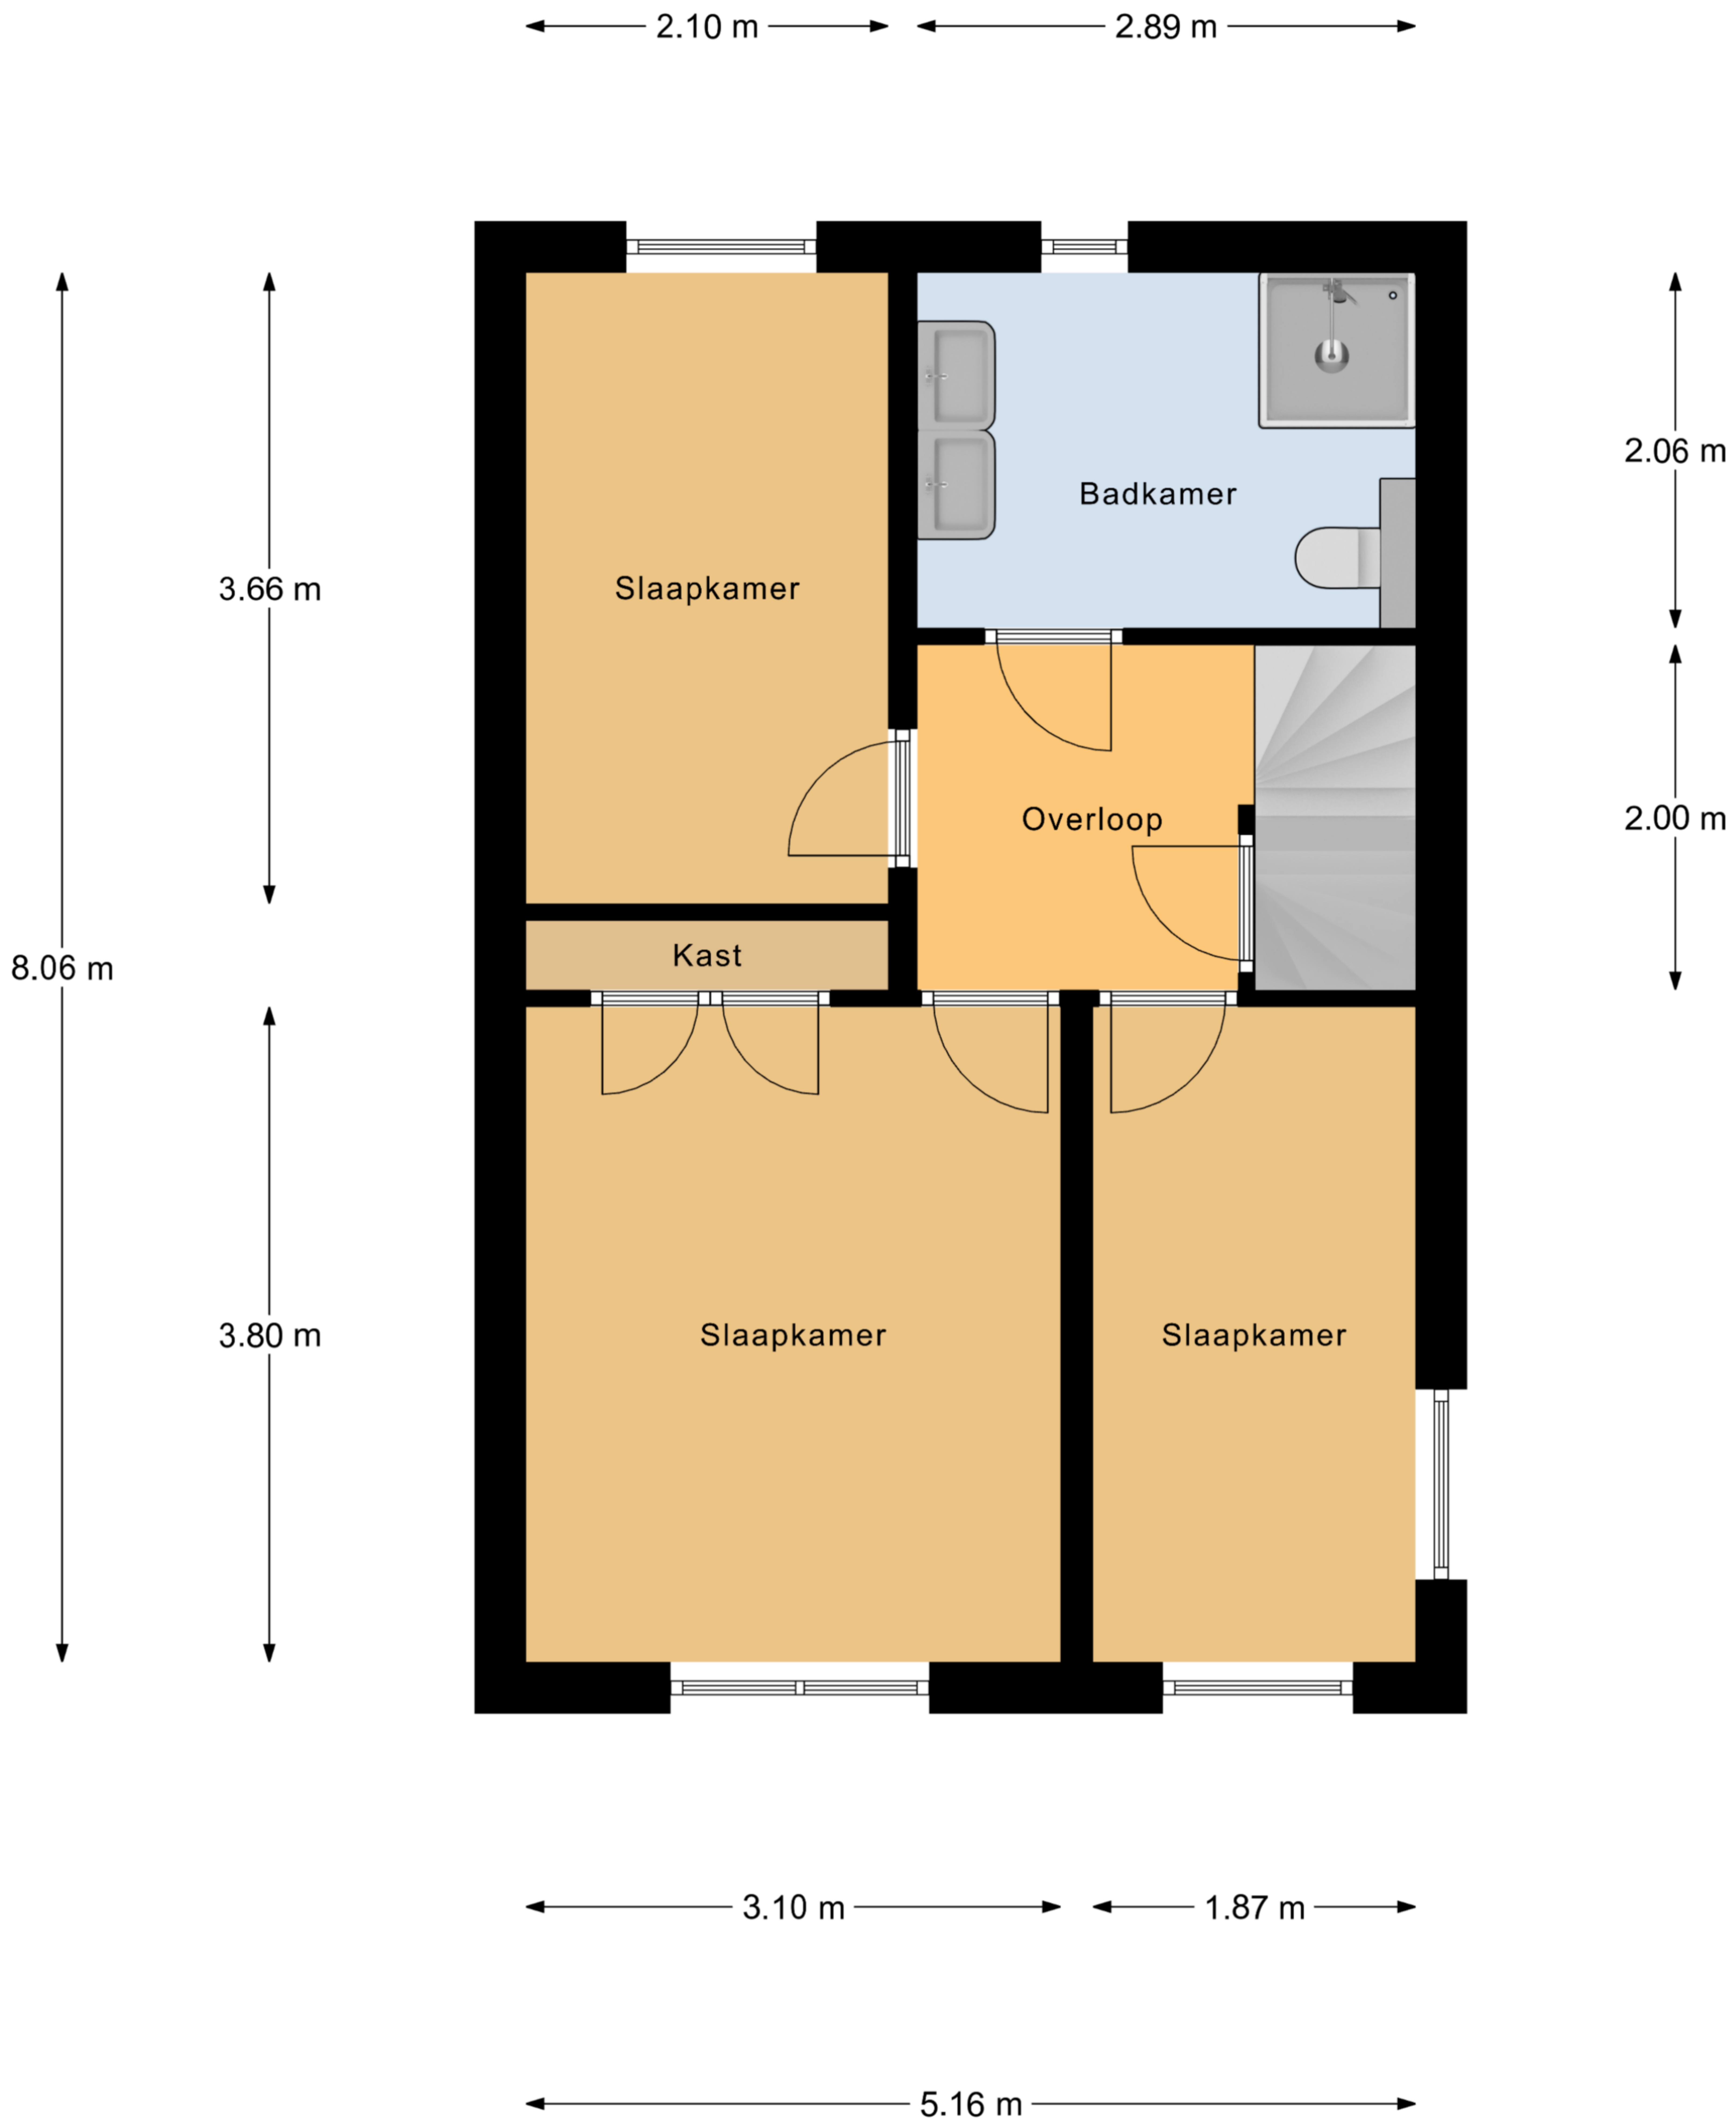 2.10 m
2.89 m
2.06 m
Badkamer
3.66 m
Slaapkamer
2.00 m
Overloop
Kast
8.06 m
3.80 m
Slaapkamer
Slaapkamer
3.10 m
1.87 m
5.16 m